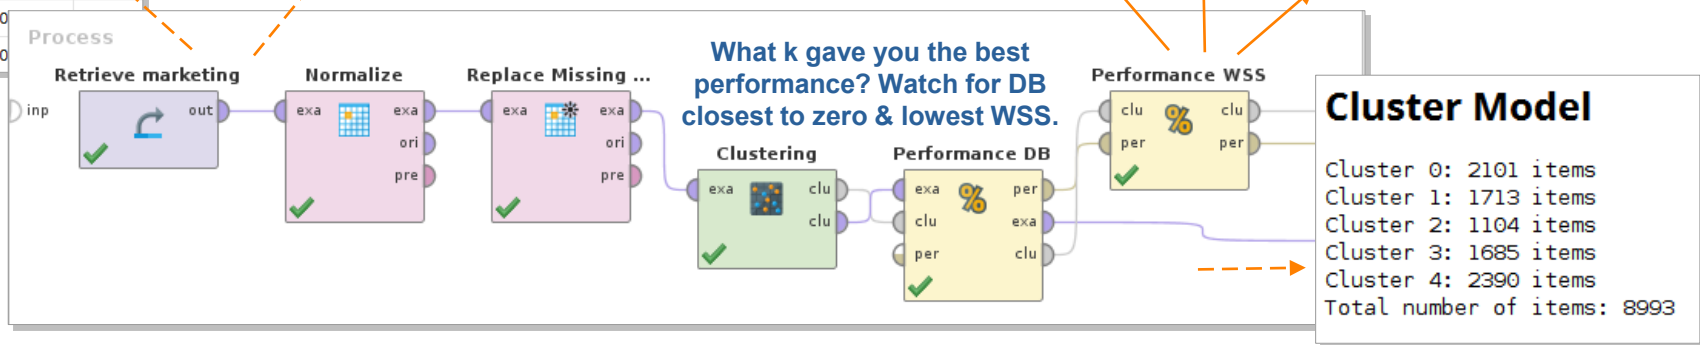 0
0
Process
Retrieve marketing
inp
out
Normalize
exa
exa
ori
pre
Replace Missing ...
exa
exa
ori
pre
What k gave you the best
performance? Watch for DB
closest to zero & lowest WSS.
Clustering
exa
clu
clu
Performance DB
exa
per
clu
exa
per
clu
Performance WSS
clu
clu
per
per
Cluster Model
Cluster 0: 2101 items
Cluster 1: 1713 items
Cluster 2: 1104 items
Cluster 3: 1685 items
Cluster 4: 2390 items
Total number of items: 8993